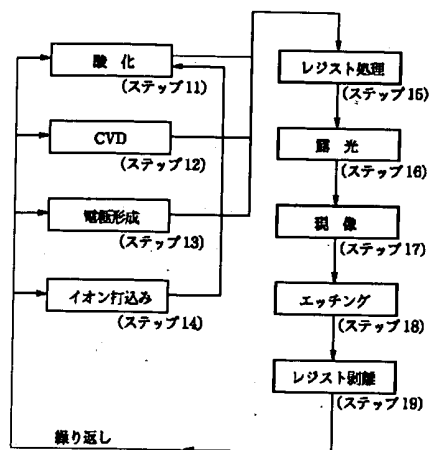 酸化
(ステップ11)
CVD
(ステップ12)
電極形成
(ステップ13)
イオン打込み
(ステップ14)
レジスト処理
(ステップ15)
露光
(ステップ16)
現像
(ステップ17)
エッチング
(ステップ18)
レジスト剥離
(ステップ19)
繰り返し